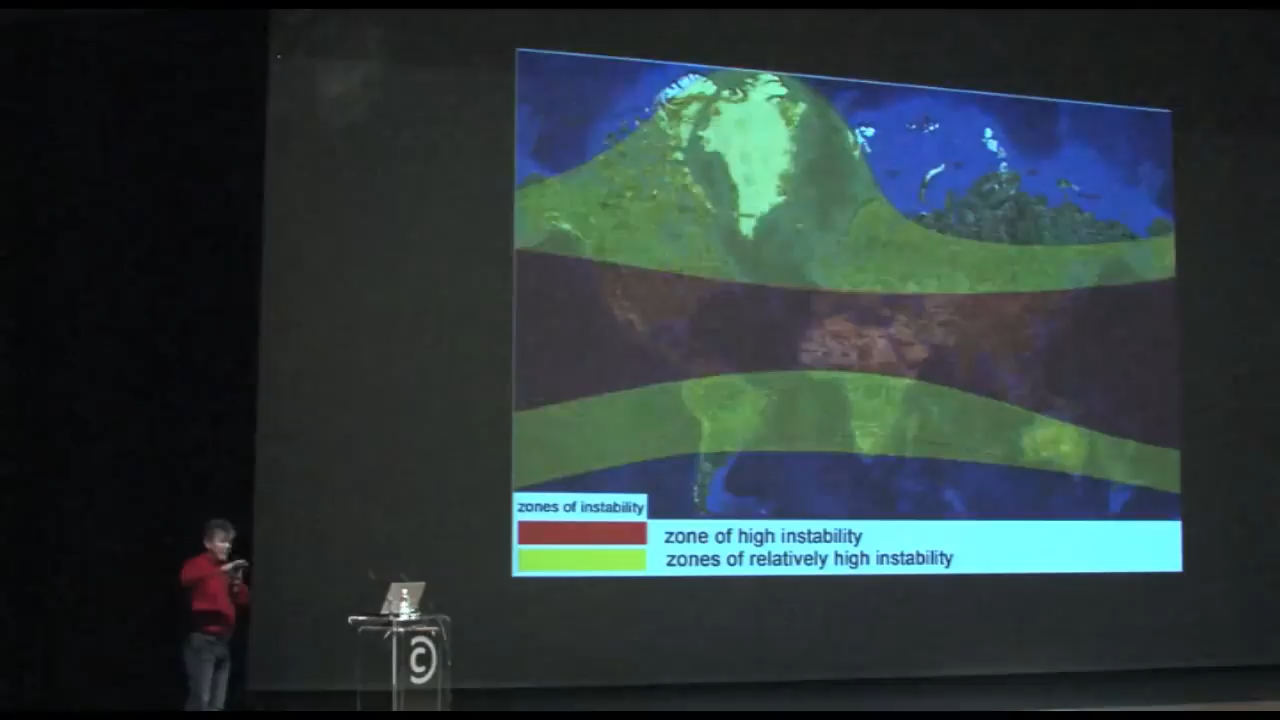 zones of instability
zone of high instability
zones of relatively high instability
©